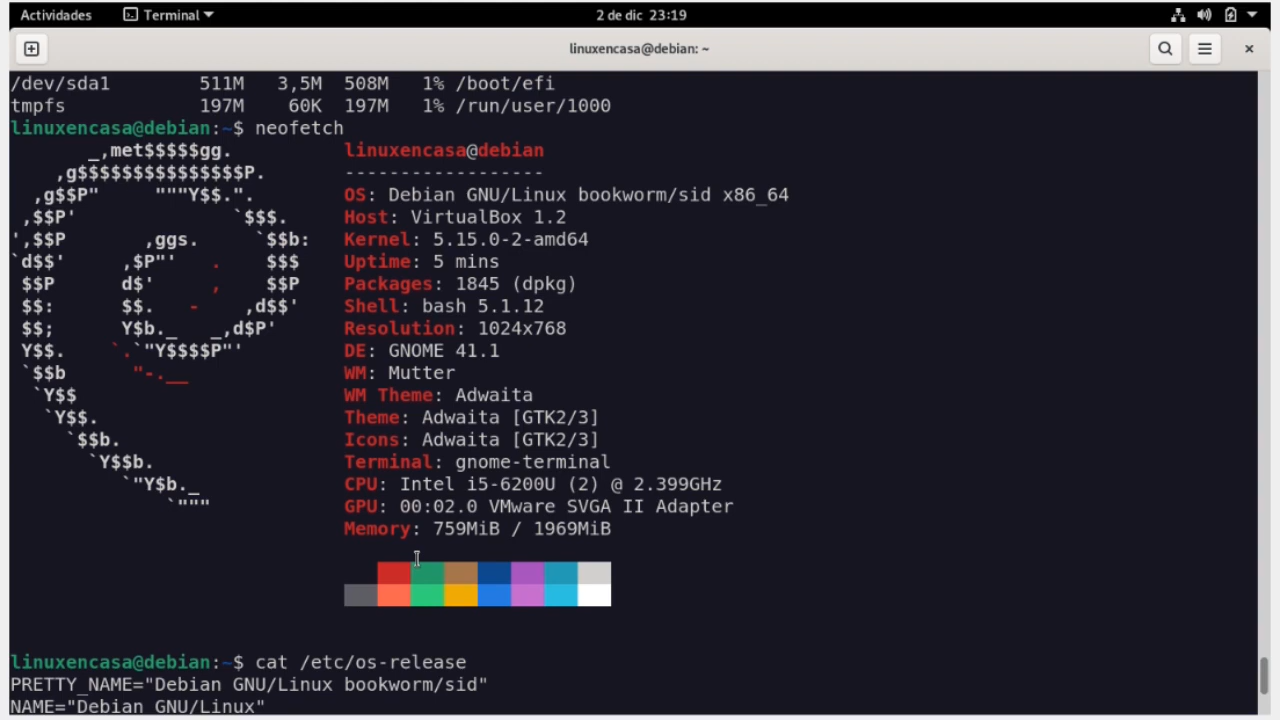 Actividades Terminal 2 de dic 23:19
linuxencasa@debian: ~
/dev/sda1        511M   3,5M  508M   1% /boot/efi
tmpfs            197M    60K  197M   1% /run/user/1000
linuxencasa@debian:~$ neofetch
       _,met$$$$$gg.          linuxencasa@debian
    ,g$$$$$$$$$$$$$$$P.       ------------------
  ,g$$P"     """Y$$.".        OS: Debian GNU/Linux bookworm/sid x86_64
 ,$$P'              `$$$.     Host: VirtualBox 1.2
',$$P       ,ggs.     `$$b:   Kernel: 5.15.0-2-amd64
`d$$'     ,$P"'   .    $$$    Uptime: 5 mins
 $$P      d$'     ,    $$P    Packages: 1845 (dpkg)
 $$:      $$.   -    ,d$$'    Shell: bash 5.1.12
 $$;      Y$b._   _,d$P'      Resolution: 1024x768
 Y$$.    `.`"Y$$$$P"'         DE: GNOME 41.1
 `$$b      "-.__              WM: Mutter
  `Y$$                        WM Theme: Adwaita
   `Y$$.                      Theme: Adwaita [GTK2/3]
     `$$b.                    Icons: Adwaita [GTK2/3]
       `Y$$b.                 Terminal: gnome-terminal
          `"Y$b._             CPU: Intel i5-6200U (2) @ 2.399GHz
              `"""            GPU: 00:02.0 VMware SVGA II Adapter
                              Memory: 759MiB / 1969MiB
linuxencasa@debian:~$ cat /etc/os-release
PRETTY_NAME="Debian GNU/Linux bookworm/sid"
NAME="Debian GNU/Linux"